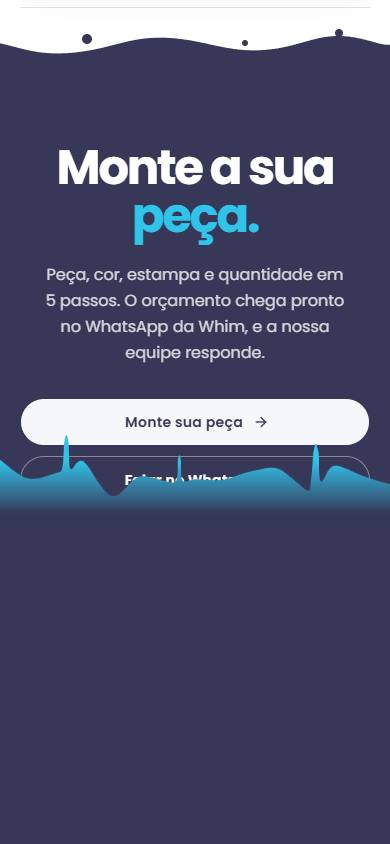 Monte a sua
peça.
Peça, cor, estampa e quantidade em
5 passos. O orçamento chega pronto
no WhatsApp da Whim, e a nossa
equipe responde.
Monte sua peça
no